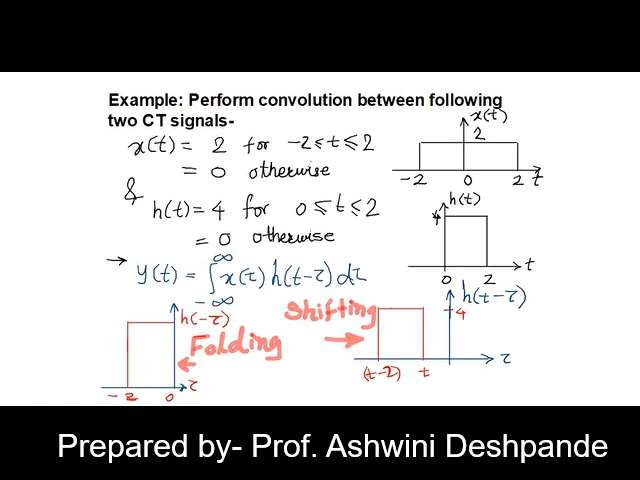 Example: Perform convolution between following
two CT signals-
x(t) = 2 for -2 ≤ t ≤ 2
= 0 otherwise
&
h(t) = 4 for 0 ≤ t ≤ 2
= 0 otherwise
x(t)
2
-2 0 2 t
h(t)
4
0 2 t
→ y(t) = ∫_{-∞}^{∞} x(τ) h(t-τ) dτ
h(-τ)
Folding
-2 0 τ
Shifting
h(t-τ)
4
(t-2) t τ
Prepared by- Prof. Ashwini Deshpande